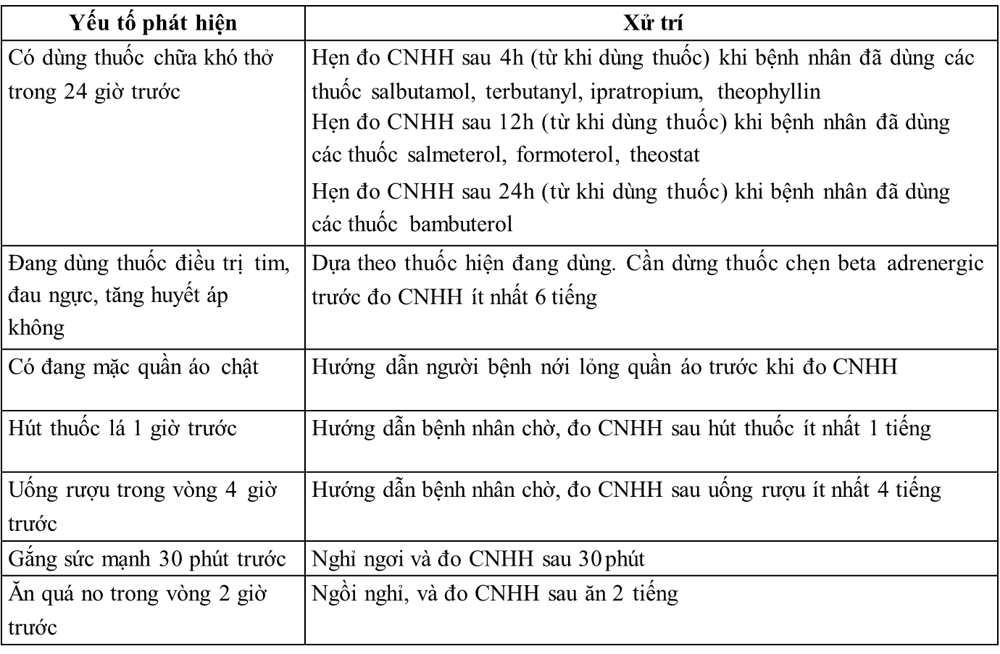 Yếu tố phát hiện
Xử trí
Có dùng thuốc chữa khó thở
trong 24 giờ trước
Hẹn đo CNHH sau 4h (từ khi dùng thuốc) khi bệnh nhân đã dùng các
thuốc salbutamol, terbutanyl, ipratropium, theophyllin
Hẹn đo CNHH sau 12h (từ khi dùng thuốc) khi bệnh nhân đã dùng
các thuốc salmeterol, formoterol, theostat
Hẹn đo CNHH sau 24h (từ khi dùng thuốc) khi bệnh nhân đã dùng
các thuốc bambuterol
Đang dùng thuốc điều trị tim,
đau ngực, tăng huyết áp
không
Dựa theo thuốc hiện đang dùng. Cần dừng thuốc chẹn beta adrenergic
trước đo CNHH ít nhất 6 tiếng
Có đang mặc quần áo chật
Hướng dẫn người bệnh nới lỏng quần áo trước khi đo CNHH
Hút thuốc lá 1 giờ trước
Hướng dẫn bệnh nhân chờ, đo CNHH sau hút thuốc ít nhất 1 tiếng
Uống rượu trong vòng 4 giờ
trước
Hướng dẫn bệnh nhân chờ, đo CNHH sau uống rượu ít nhất 4 tiếng
Gắng sức mạnh 30 phút trước
Nghỉ ngơi và đo CNHH sau 30 phút
Ăn quá no trong vòng 2 giờ
trước
Ngồi nghỉ, và đo CNHH sau ăn 2 tiếng